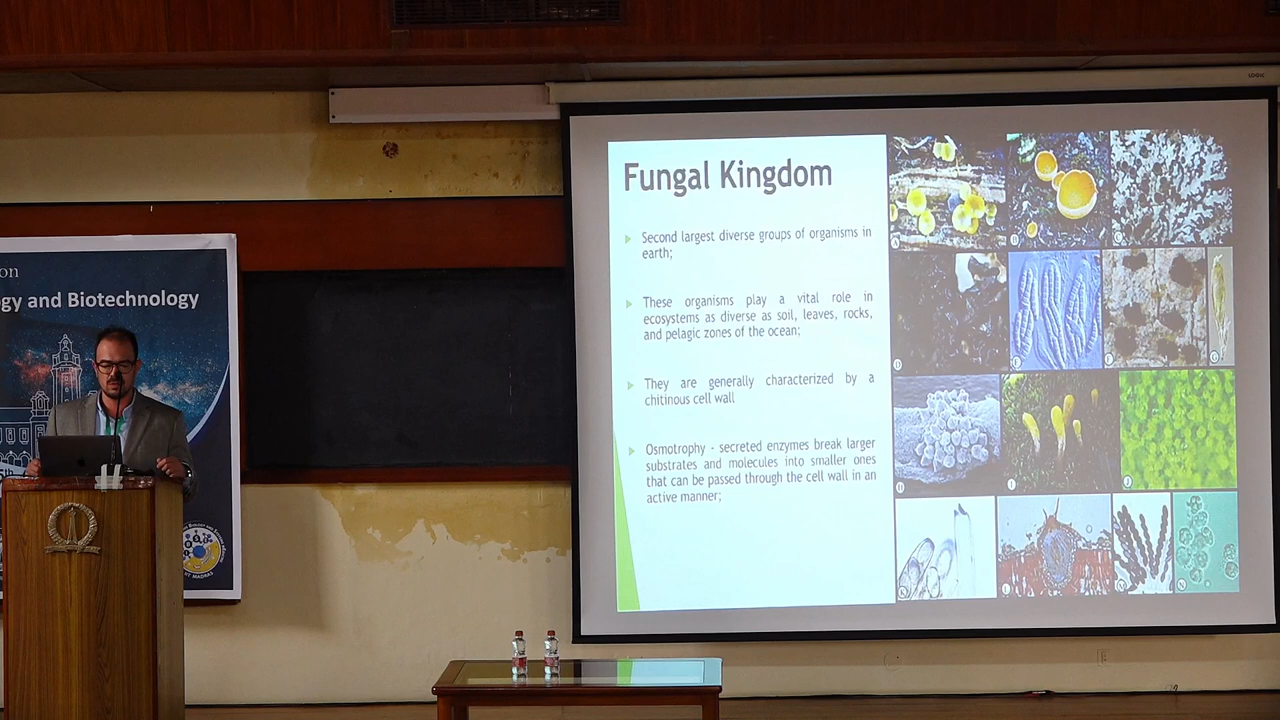 LOGIC
on
gy and Biotechnology
IIT MADRAS
Fungal Kingdom
Second largest diverse groups of organisms in
earth;
These organisms play a vital role in
ecosystems as diverse as soil, leaves, rocks,
and pelagic zones of the ocean;
They are generally characterized by a
chitinous cell wall
Osmotrophy - secreted enzymes break larger
substrates and molecules into smaller ones
that can be passed through the cell wall in an
active manner;